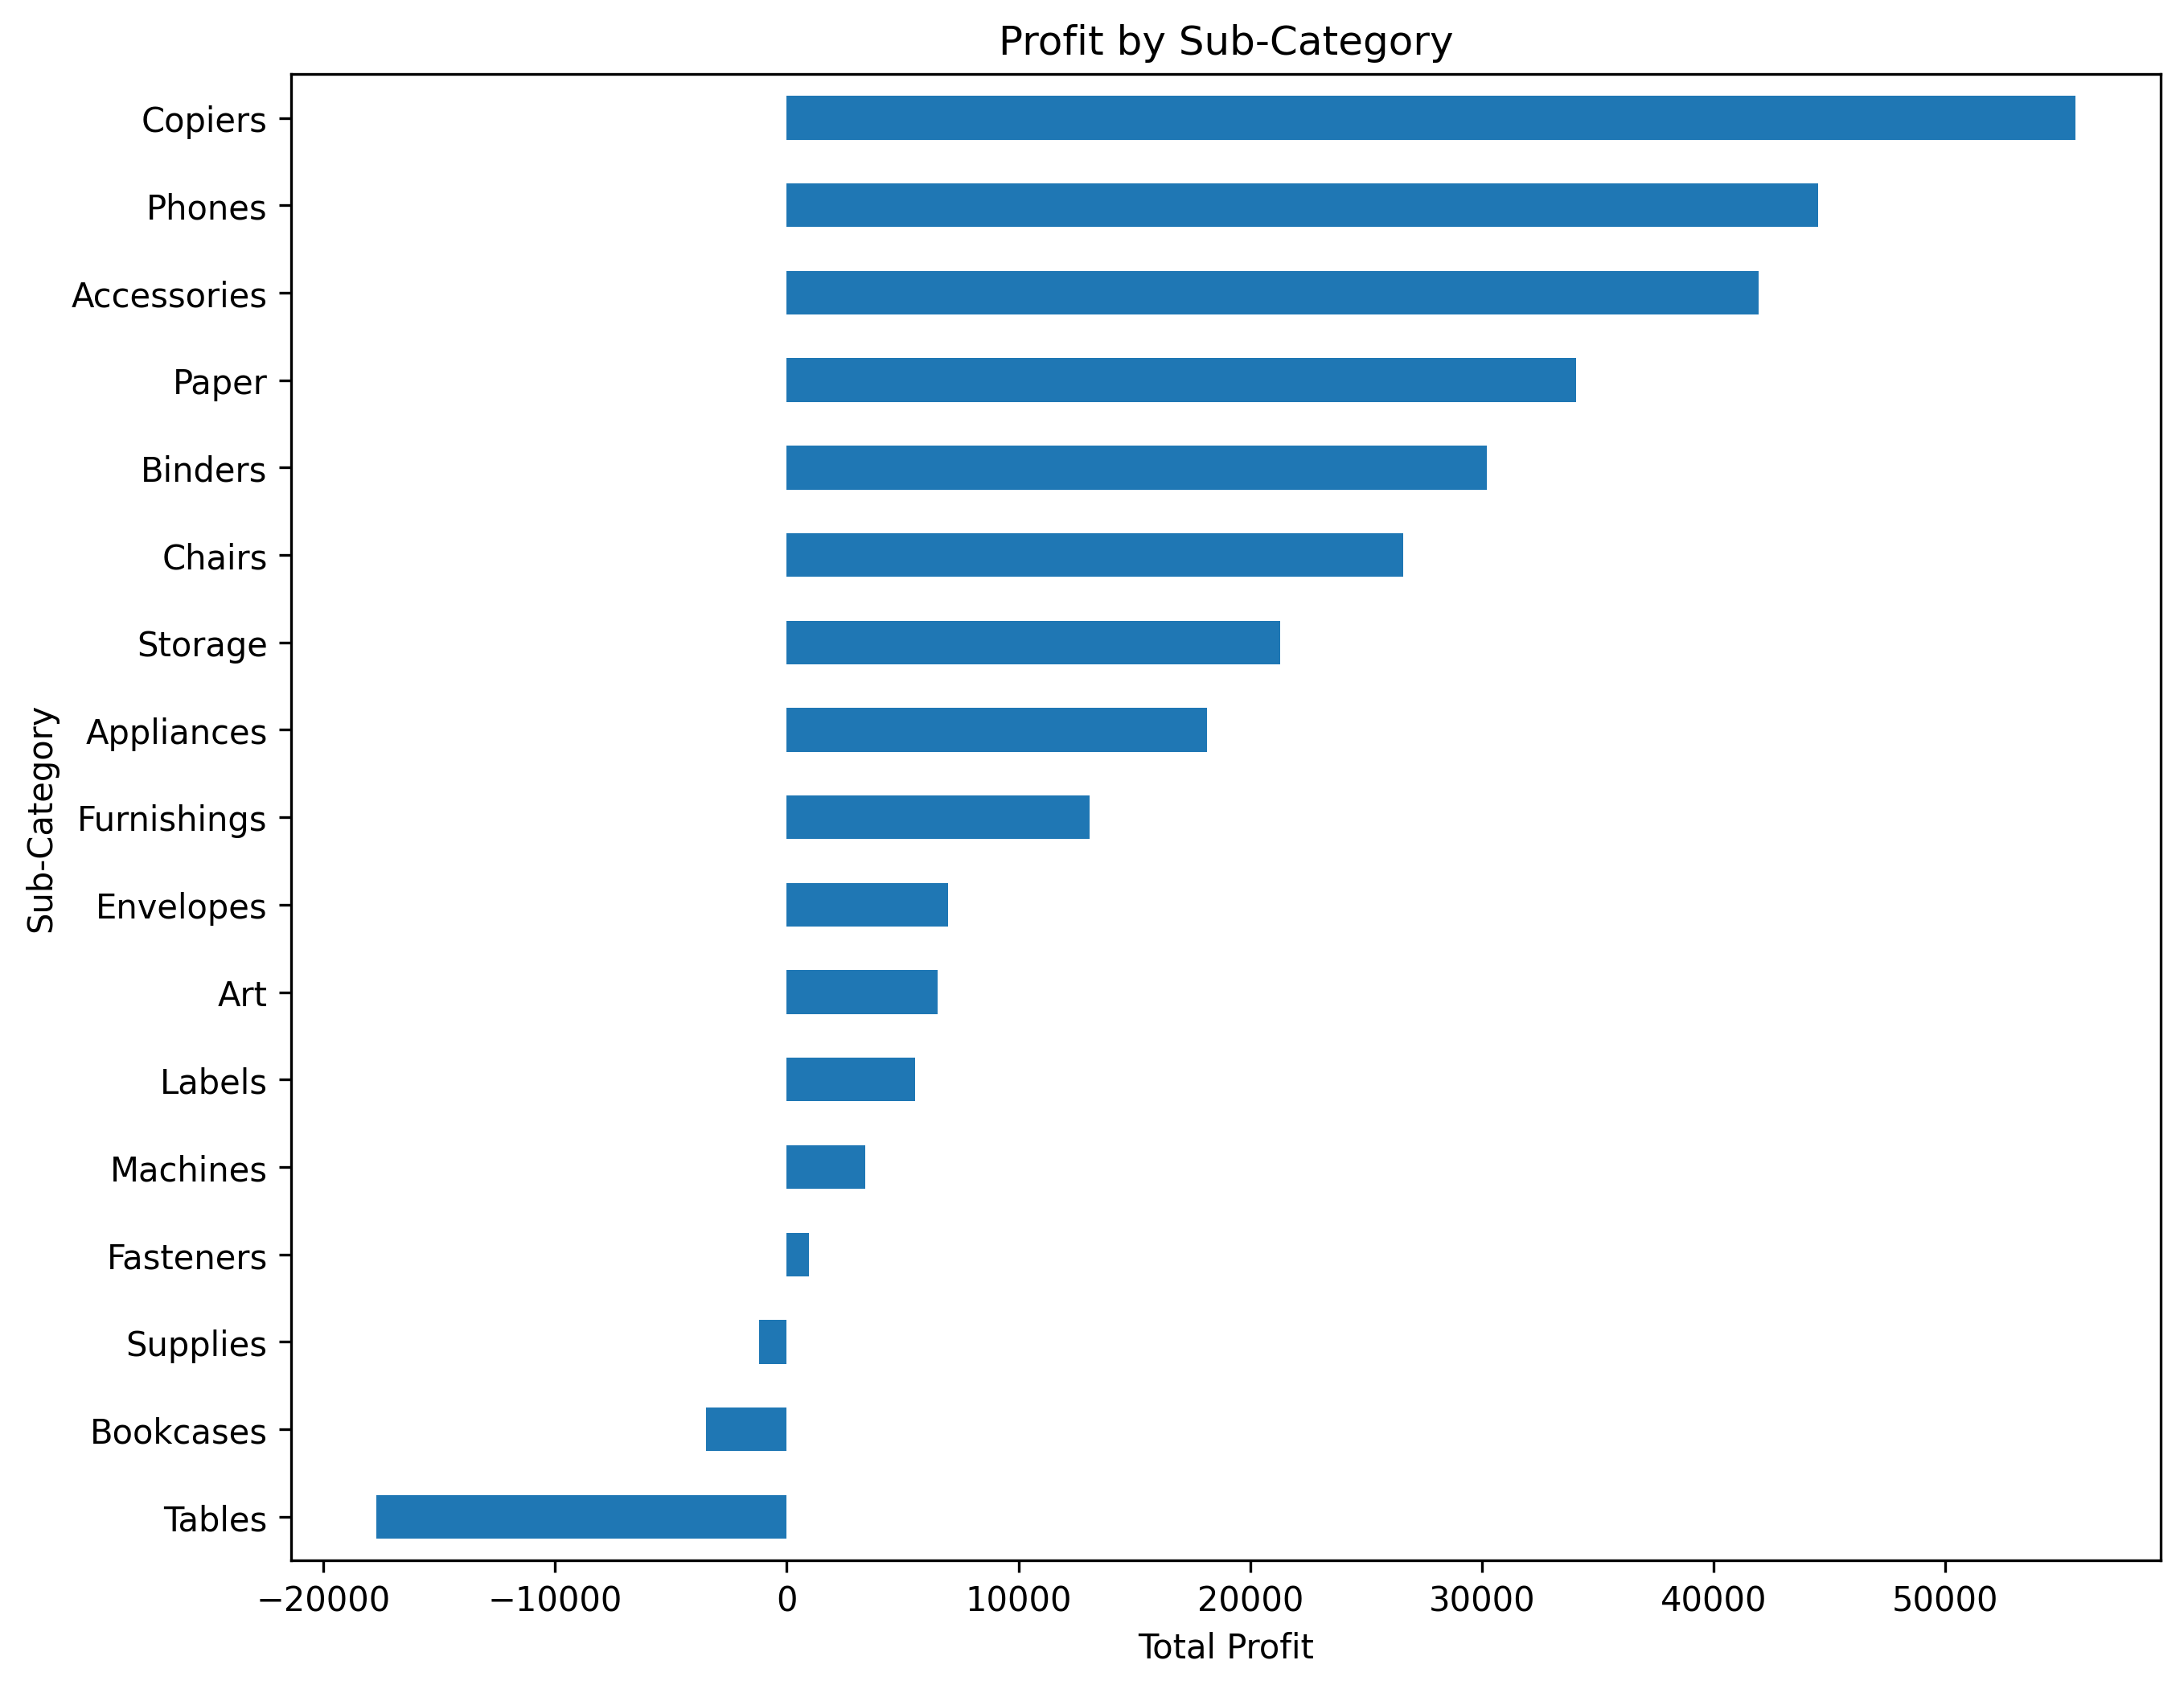 Profit by Sub-Category
Copiers
Phones
Accessories
Paper
Binders
Chairs
Storage
Appliances
Furnishings
Envelopes
Art
Labels
Machines
Fasteners
Supplies
Bookcases
Tables
Sub-Category
−20000 −10000 0 10000 20000 30000 40000 50000
Total Profit